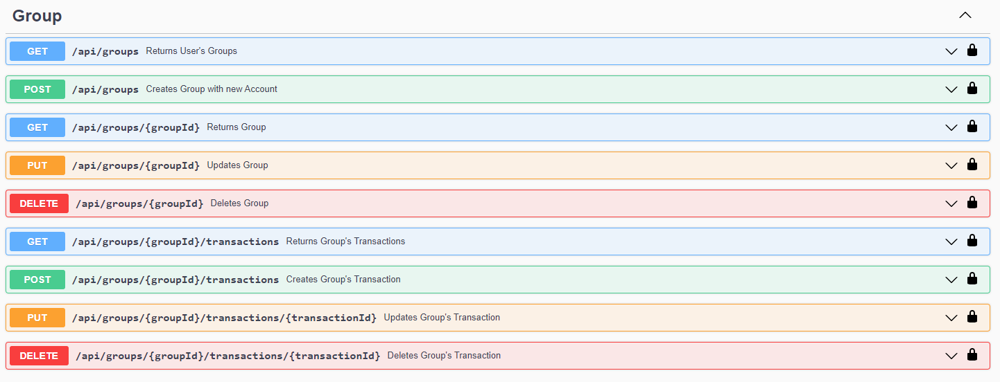 Group
GET /api/groups Returns User's Groups
POST /api/groups Creates Group with new Account
GET /api/groups/{groupId} Returns Group
PUT /api/groups/{groupId} Updates Group
DELETE /api/groups/{groupId} Deletes Group
GET /api/groups/{groupId}/transactions Returns Group's Transactions
POST /api/groups/{groupId}/transactions Creates Group's Transaction
PUT /api/groups/{groupId}/transactions/{transactionId} Updates Group's Transaction
DELETE /api/groups/{groupId}/transactions/{transactionId} Deletes Group's Transaction